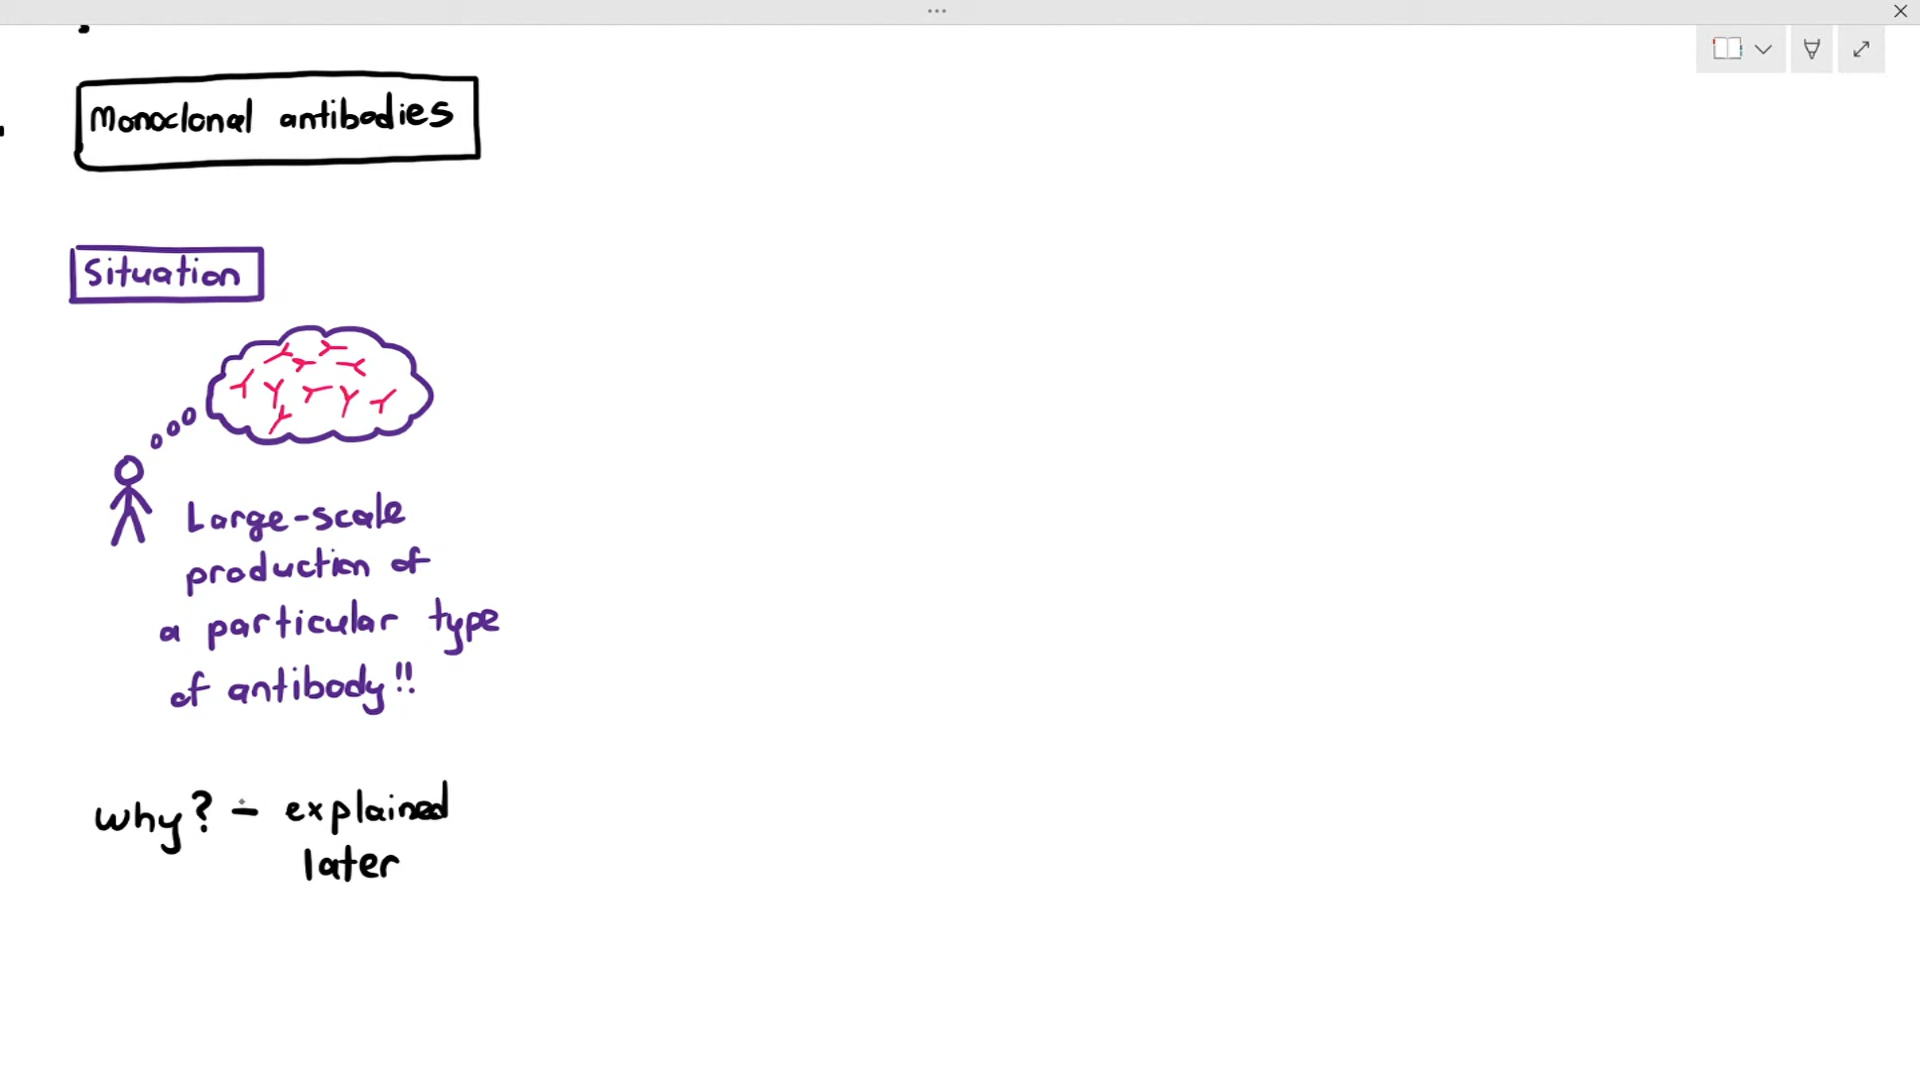 Monoclonal antibodies
Situation
Large-scale
production of
a particular type
of antibody!!
why? - explained
later